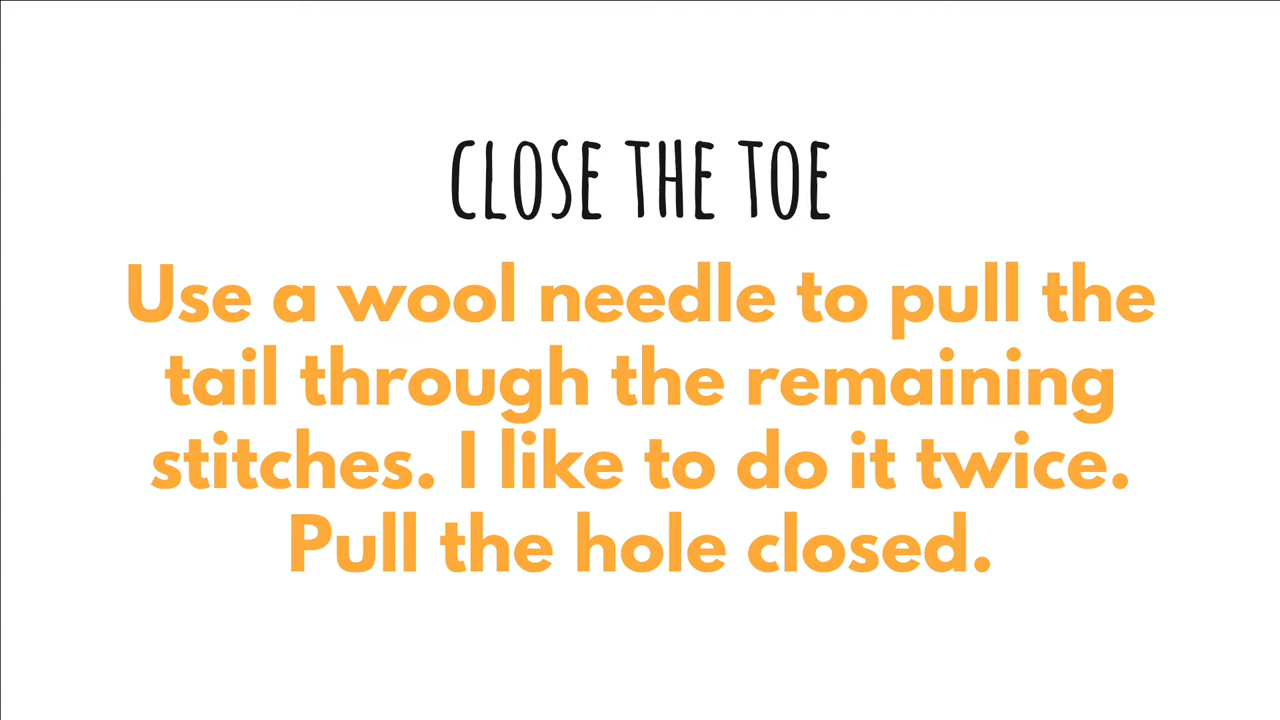 CLOSE THE TOE
Use a wool needle to pull the
tail through the remaining
stitches. I like to do it twice.
Pull the hole closed.